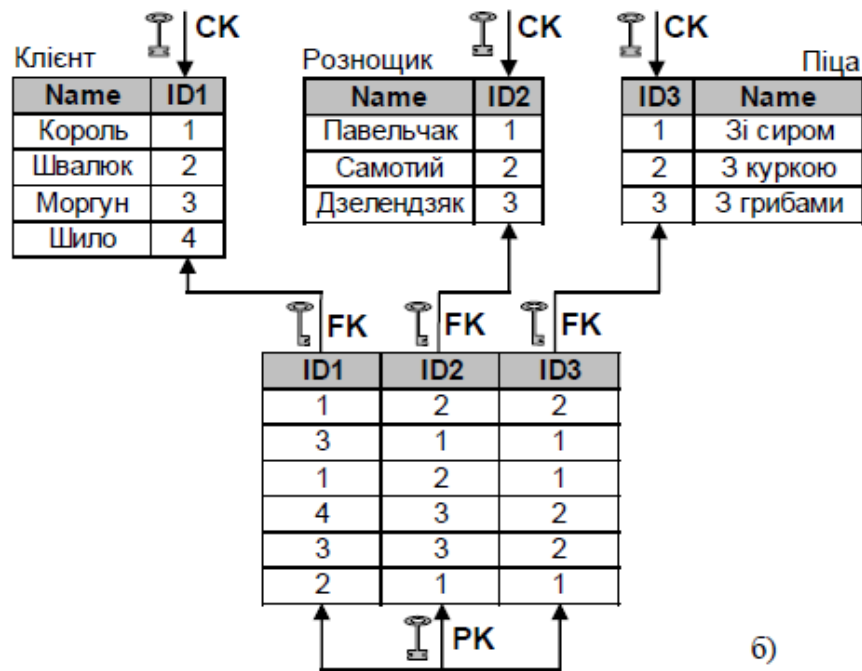 CK CK CK
Клієнт Рознощик Піца
Name ID1 Name ID2 ID3 Name
Король 1 Павельчак 1 1 Зі сиром
Швалюк 2 Самотий 2 2 З куркою
Моргун 3 Дзелендзяк 3 3 З грибами
Шило 4
FK FK FK
ID1 ID2 ID3
1 2 2
3 1 1
1 2 1
4 3 2
3 3 2
2 1 1
PK
б)